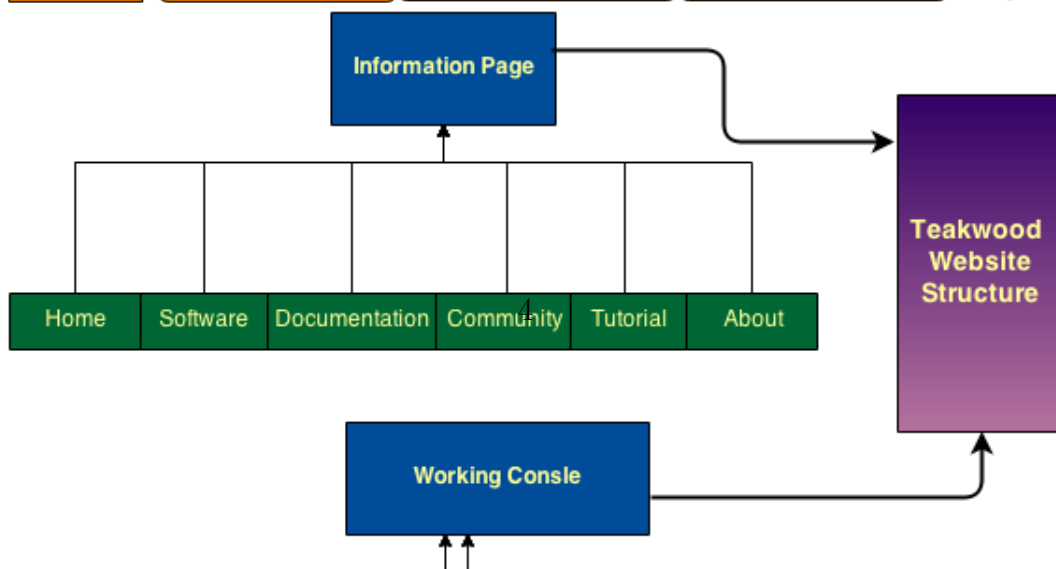 Information Page
Teakwood
Website
Structure
Home Software Documentation Community Tutorial About
4
Working Consle